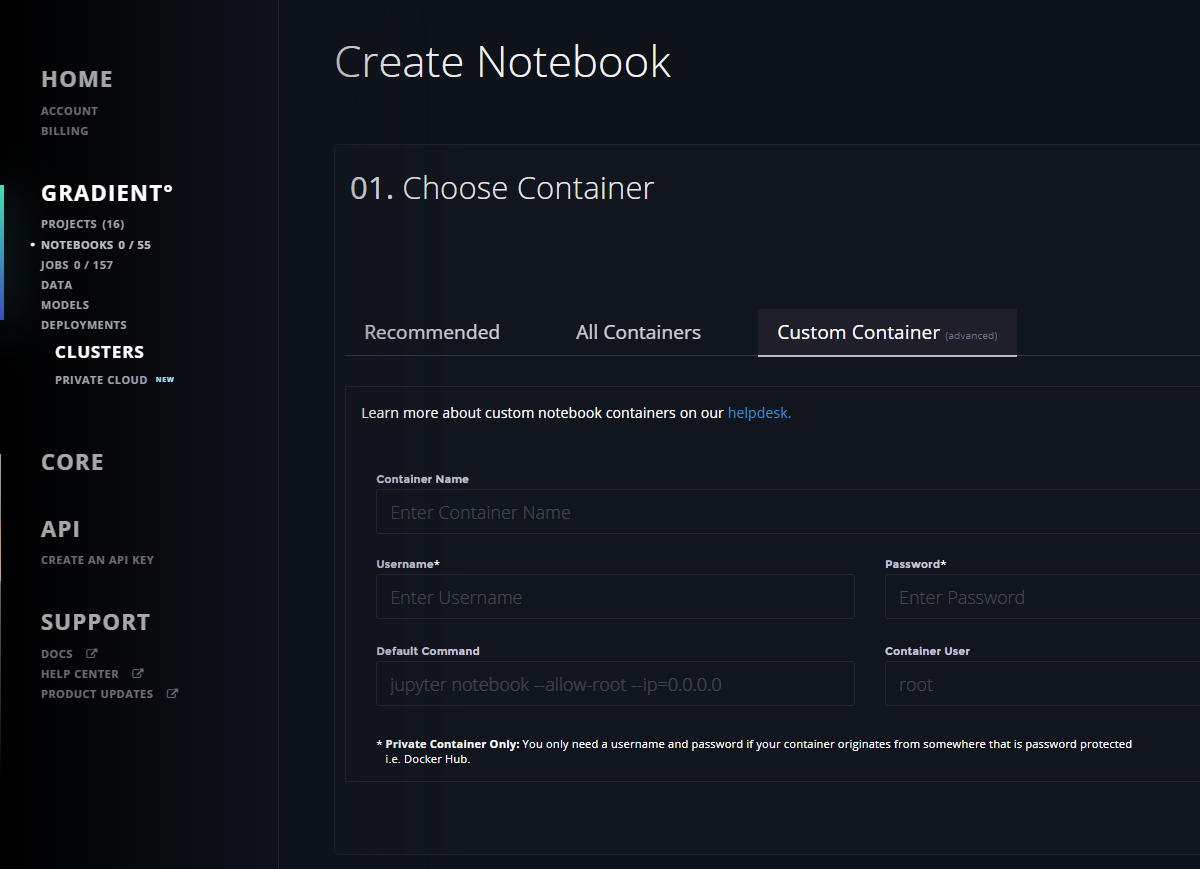 HOME
ACCOUNT
BILLING
GRADIENT°
PROJECTS (16)
• NOTEBOOKS 0 / 55
JOBS 0 / 157
DATA
MODELS
DEPLOYMENTS
CLUSTERS
PRIVATE CLOUD NEW
CORE
API
CREATE AN API KEY
SUPPORT
DOCS
HELP CENTER
PRODUCT UPDATES
Create Notebook
01. Choose Container
Recommended All Containers Custom Container (advanced)
Learn more about custom notebook containers on our helpdesk.
Container Name
Enter Container Name
Username* Password*
Enter Username Enter Password
Default Command Container User
jupyter notebook --allow-root --ip=0.0.0.0 root
* Private Container Only: You only need a username and password if your container originates from somewhere that is password protected
i.e. Docker Hub.